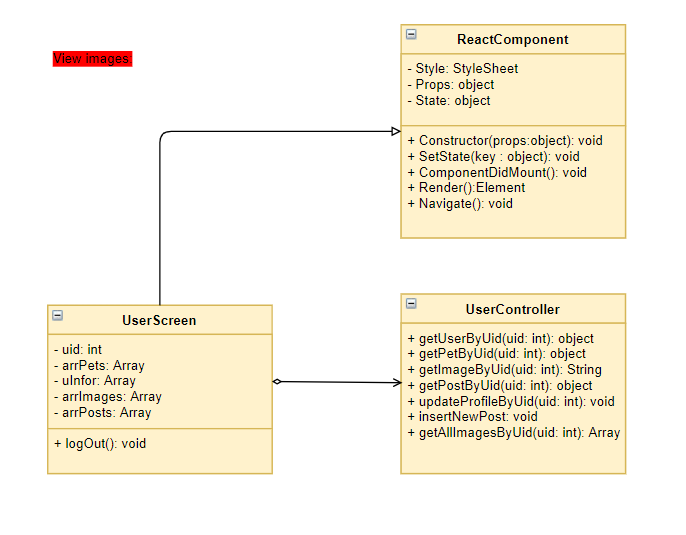 View images:
ReactComponent
- Style: StyleSheet
- Props: object
- State: object
+ Constructor(props:object): void
+ SetState(key : object): void
+ ComponentDidMount(): void
+ Render():Element
+ Navigate(): void
UserScreen
- uid: int
- arrPets: Array
- uInfor: Array
- arrImages: Array
- arrPosts: Array
+ logOut(): void
UserController
+ getUserByUid(uid: int): object
+ getPetByUid(uid: int): object
+ getImageByUid(uid: int): String
+ getPostByUid(uid: int): object
+ updateProfileByUid(uid: int): void
+ insertNewPost: void
+ getAllImagesByUid(uid: int): Array